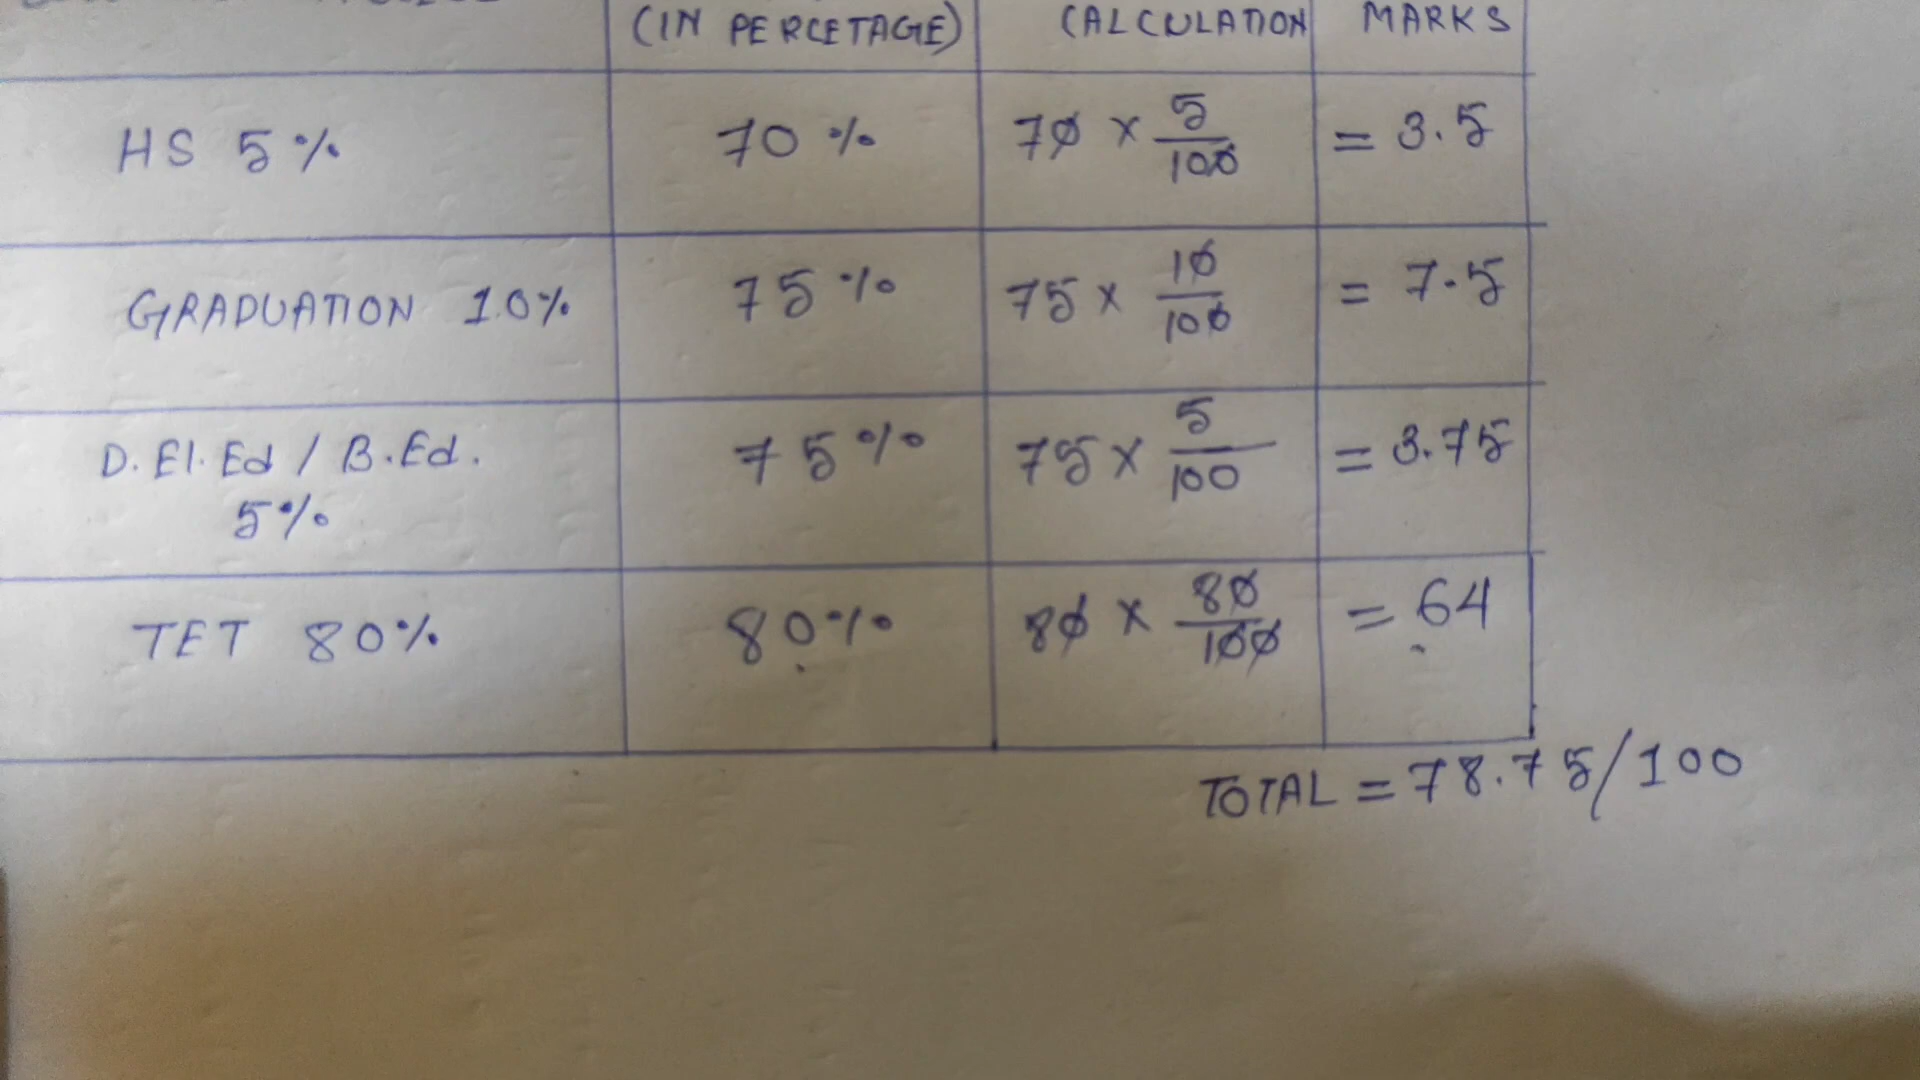 (IN PERCETAGE) CALCULATION MARKS
HS 5% 70% 70 × 5/100 = 3.5
GRADUATION 10% 75% 75 × 10/100 = 7.5
D.El.Ed / B.Ed. 5% 75% 75 × 5/100 = 3.75
TET 80% 80% 80 × 80/100 = 64
TOTAL = 78.75/100